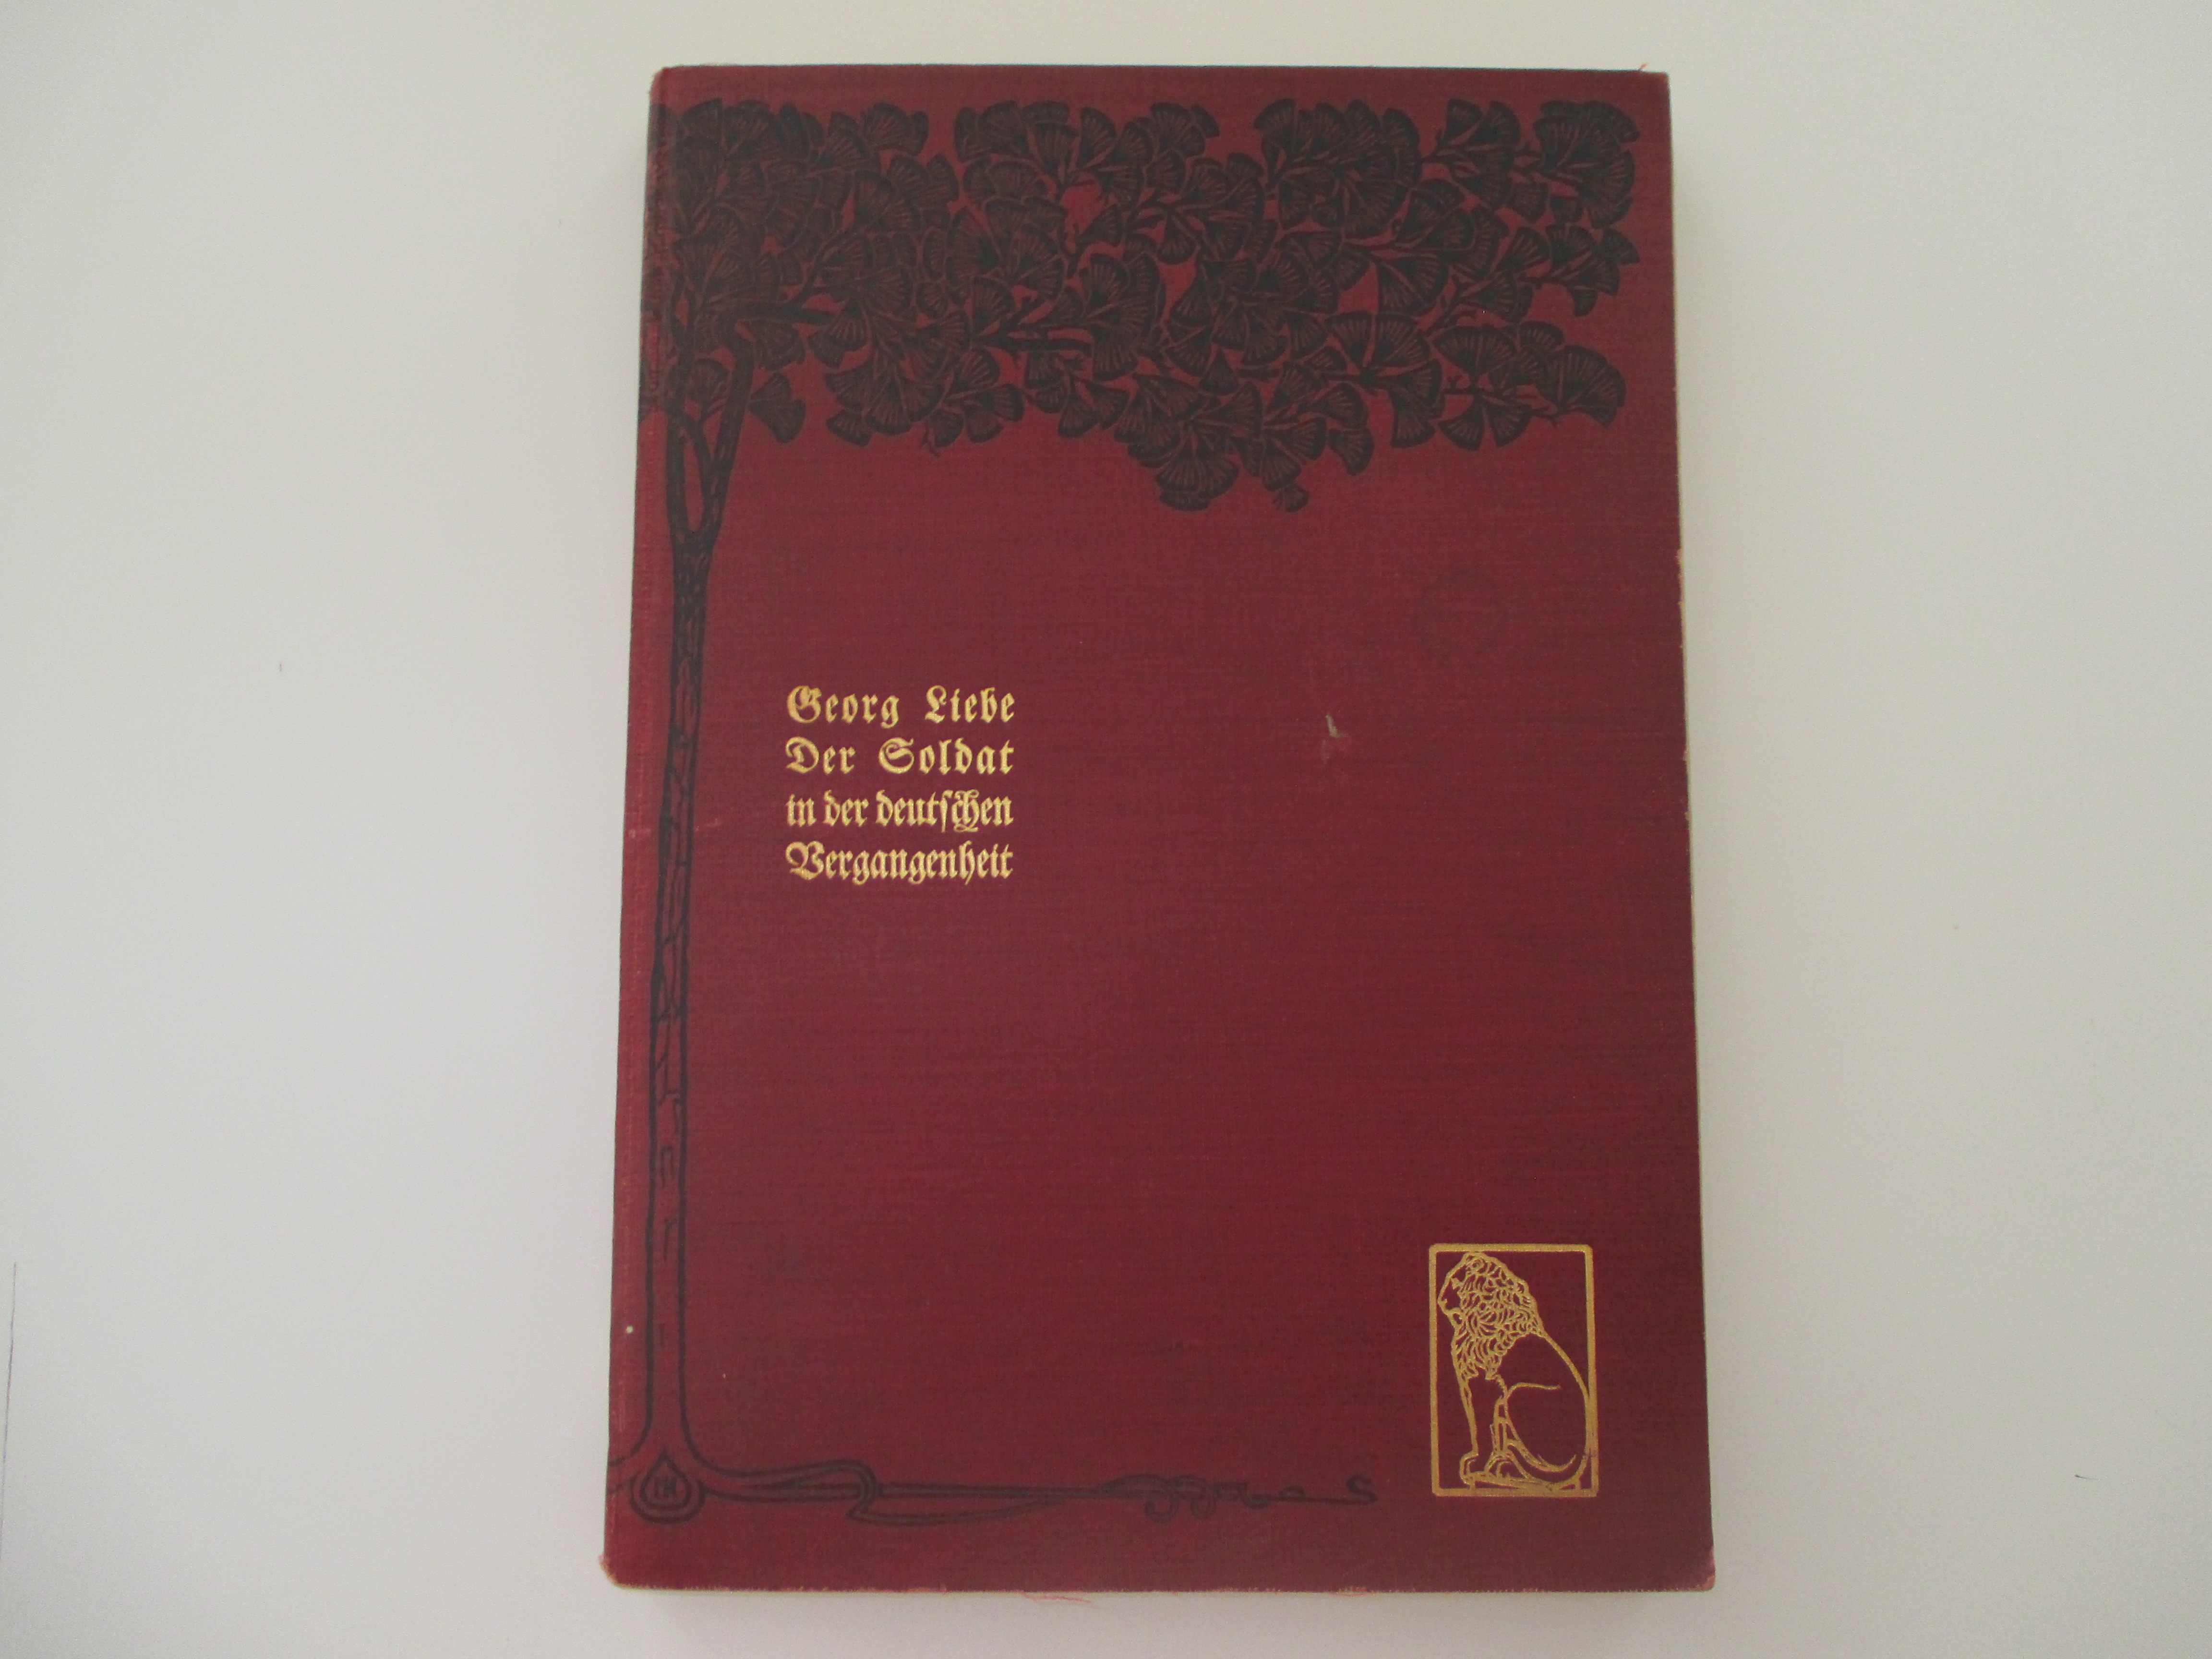 Georg Liebe
Der Soldat
in der deutſchen
Vergangenheit